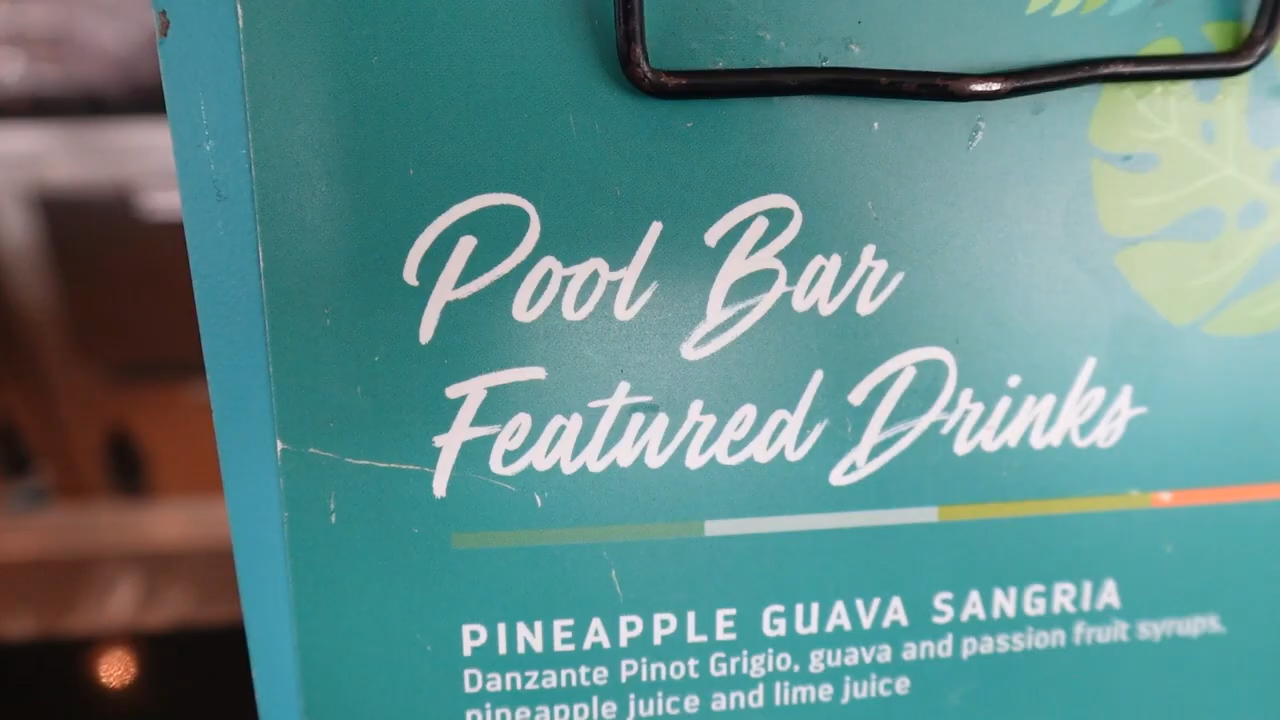 Pool Bar
Featured Drinks
PINEAPPLE GUAVA SANGRIA
Danzante Pinot Grigio, guava and passion fruit syrups,
pineapple juice and lime juice